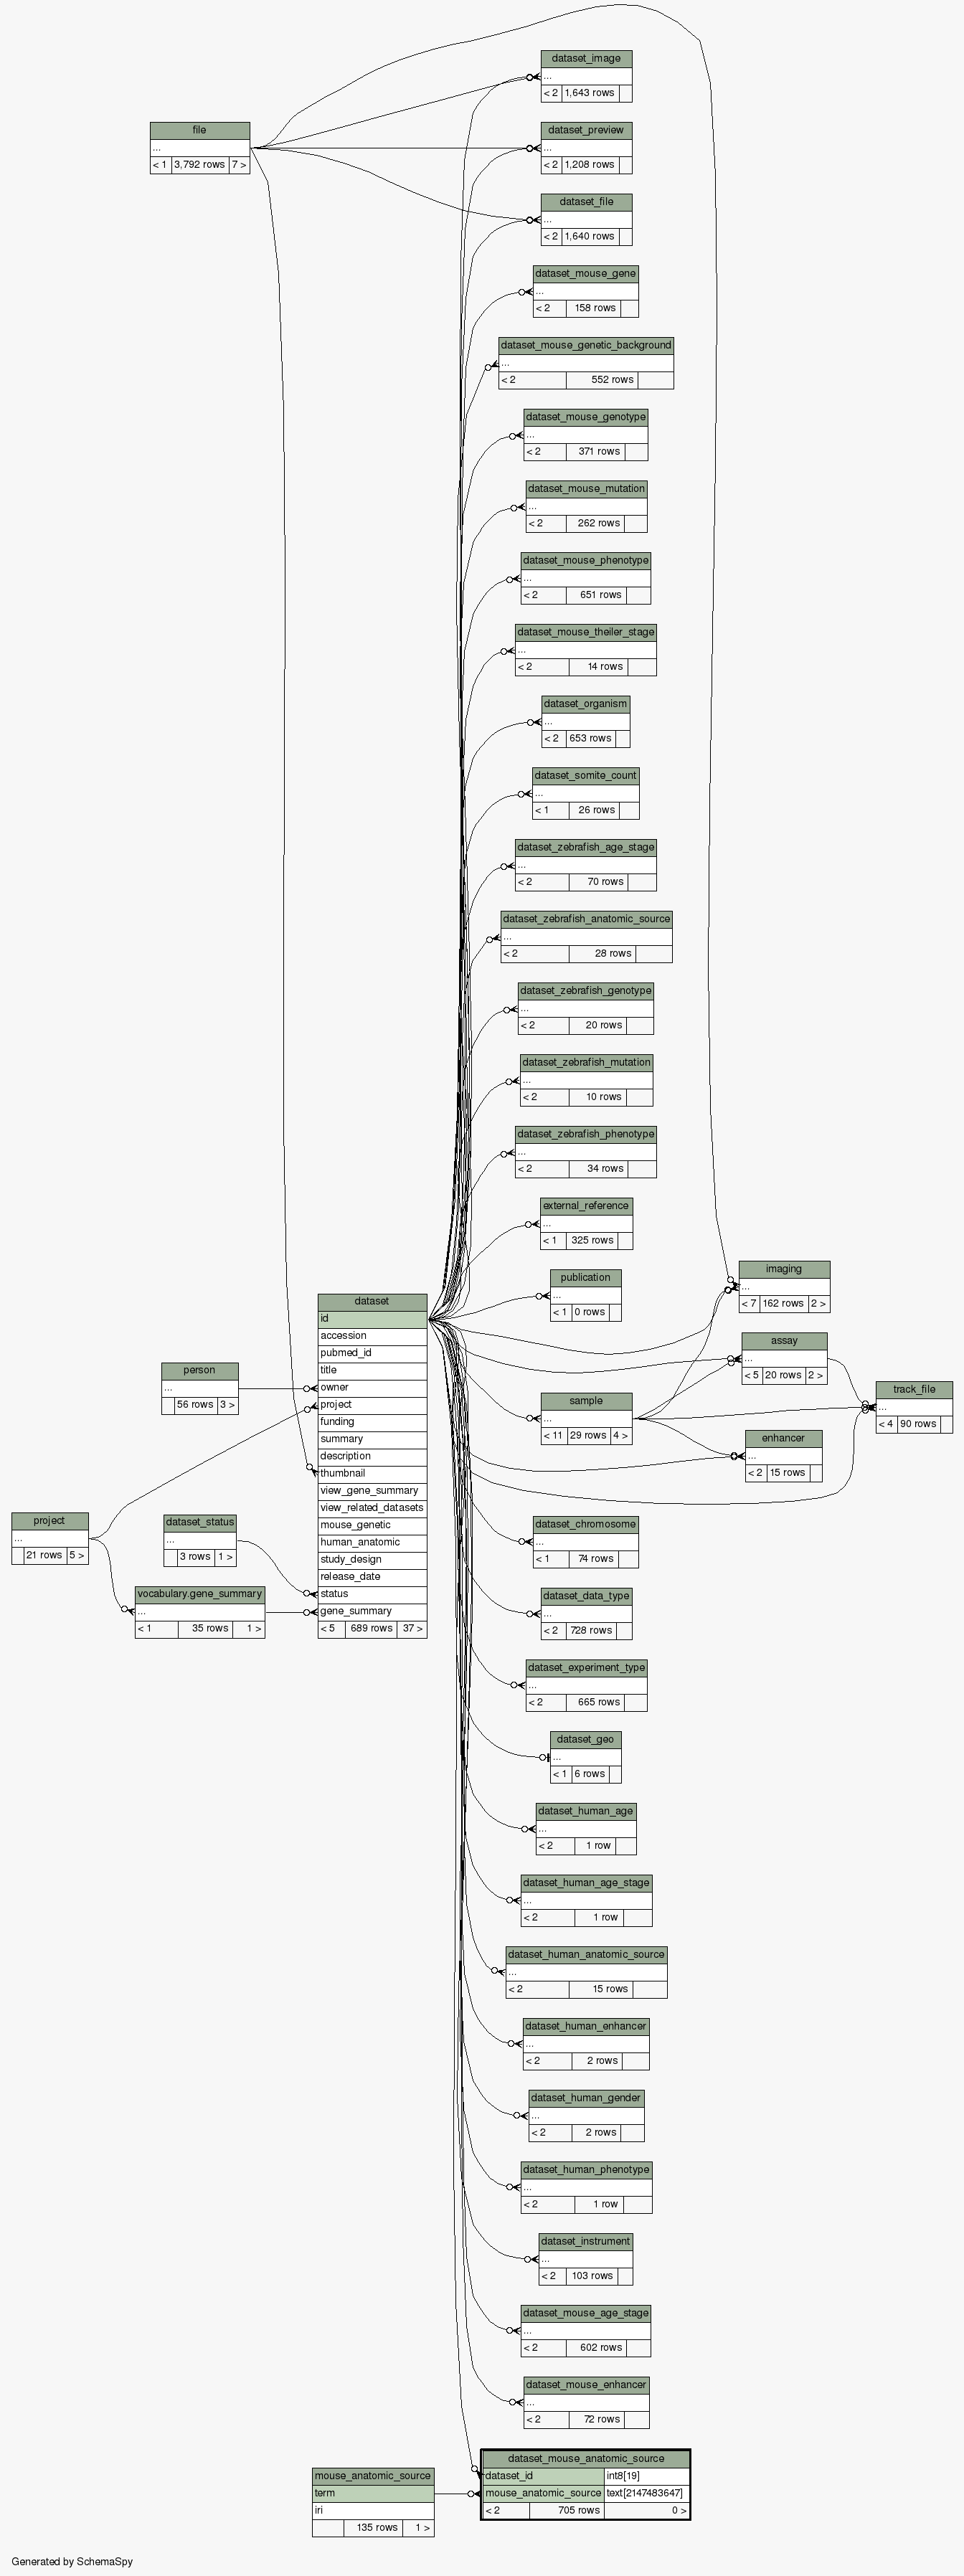 dataset_image
...
< 2 1,643 rows
file
...
< 1 3,792 rows 7 >
dataset_preview
...
< 2 1,208 rows
dataset_file
...
< 2 1,640 rows
dataset_mouse_gene
...
< 2 158 rows
dataset_mouse_genetic_background
...
< 2 552 rows
dataset_mouse_genotype
...
< 2 371 rows
dataset_mouse_mutation
...
< 2 262 rows
dataset_mouse_phenotype
...
< 2 651 rows
dataset_mouse_theiler_stage
...
< 2 14 rows
dataset_organism
...
< 2 653 rows
dataset_somite_count
...
< 1 26 rows
dataset_zebrafish_age_stage
...
< 2 70 rows
dataset_zebrafish_anatomic_source
...
< 2 28 rows
dataset_zebrafish_genotype
...
< 2 20 rows
dataset_zebrafish_mutation
...
< 2 10 rows
dataset_zebrafish_phenotype
...
< 2 34 rows
external_reference
...
< 1 325 rows
publication
...
< 1 0 rows
imaging
...
< 7 162 rows 2 >
assay
...
< 5 20 rows 2 >
track_file
...
< 4 90 rows
sample
...
< 11 29 rows 4 >
enhancer
...
< 2 15 rows
dataset
id
accession
pubmed_id
title
owner
project
funding
summary
description
thumbnail
view_gene_summary
view_related_datasets
mouse_genetic
human_anatomic
study_design
release_date
status
gene_summary
< 5 689 rows 37 >
person
...
56 rows 3 >
project
...
21 rows 5 >
dataset_status
...
3 rows 1 >
vocabulary.gene_summary
...
< 1 35 rows 1 >
dataset_chromosome
...
< 1 74 rows
dataset_data_type
...
< 2 728 rows
dataset_experiment_type
...
< 2 665 rows
dataset_geo
...
< 1 6 rows
dataset_human_age
...
< 2 1 row
dataset_human_age_stage
...
< 2 1 row
dataset_human_anatomic_source
...
< 2 15 rows
dataset_human_enhancer
...
< 2 2 rows
dataset_human_gender
...
< 2 2 rows
dataset_human_phenotype
...
< 2 1 row
dataset_instrument
...
< 2 103 rows
dataset_mouse_age_stage
...
< 2 602 rows
dataset_mouse_enhancer
...
< 2 72 rows
dataset_mouse_anatomic_source
dataset_id int8[19]
mouse_anatomic_source text[2147483647]
< 2 705 rows 0 >
mouse_anatomic_source
term
iri
135 rows 1 >
Generated by SchemaSpy